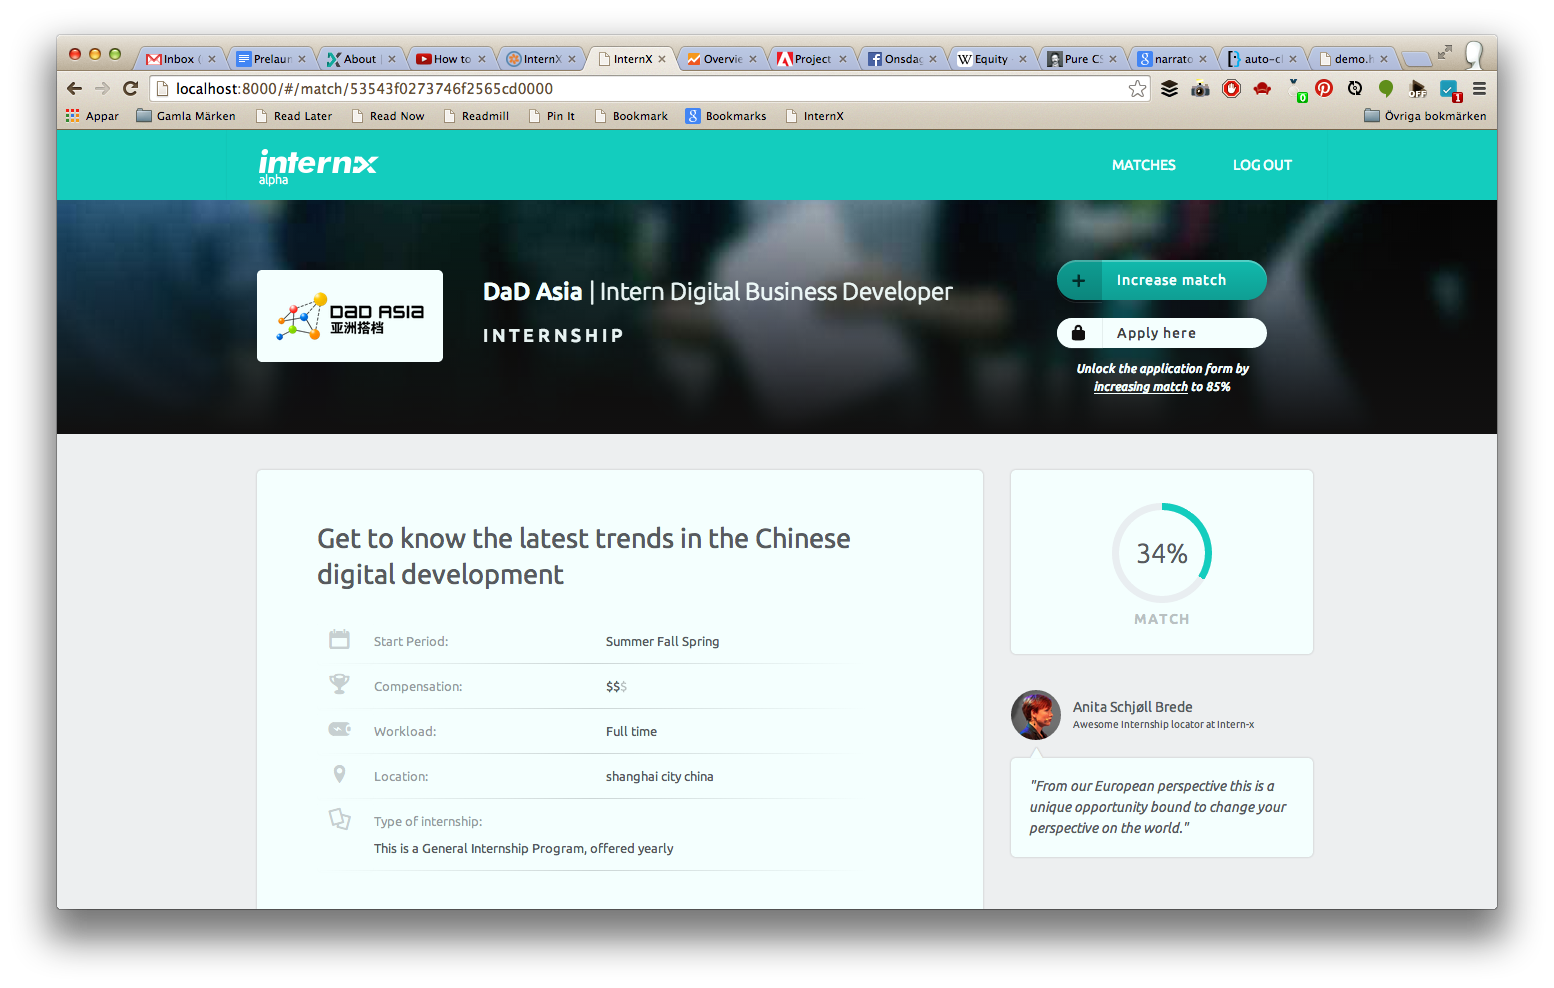 Inbox (
Prelaun
About |
How to
InternX
InternX
Overvie
Project
Onsdag
Equity
Pure CS
narrato
auto-cl
demo.h
localhost:8000/#/match/53543f0273746f2565cd0000
OFF
0
1
Appar
Gamla Märken
Read Later
Read Now
Readmill
Pin It
Bookmark
Bookmarks
InternX
Övriga bokmärken
internx
alpha
MATCHES
LOG OUT
DaD Asia
亚洲搭档
DaD Asia | Intern Digital Business Developer
INTERNSHIP
+ Increase match
Apply here
Unlock the application form by
increasing match to 85%
Get to know the latest trends in the Chinese
digital development
Start Period: Summer Fall Spring
Compensation: $$$
Workload: Full time
Location: shanghai city china
Type of internship:
This is a General Internship Program, offered yearly
34%
MATCH
Anita Schjøll Brede
Awesome Internship locator at Intern-x
"From our European perspective this is a
unique opportunity bound to change your
perspective on the world."